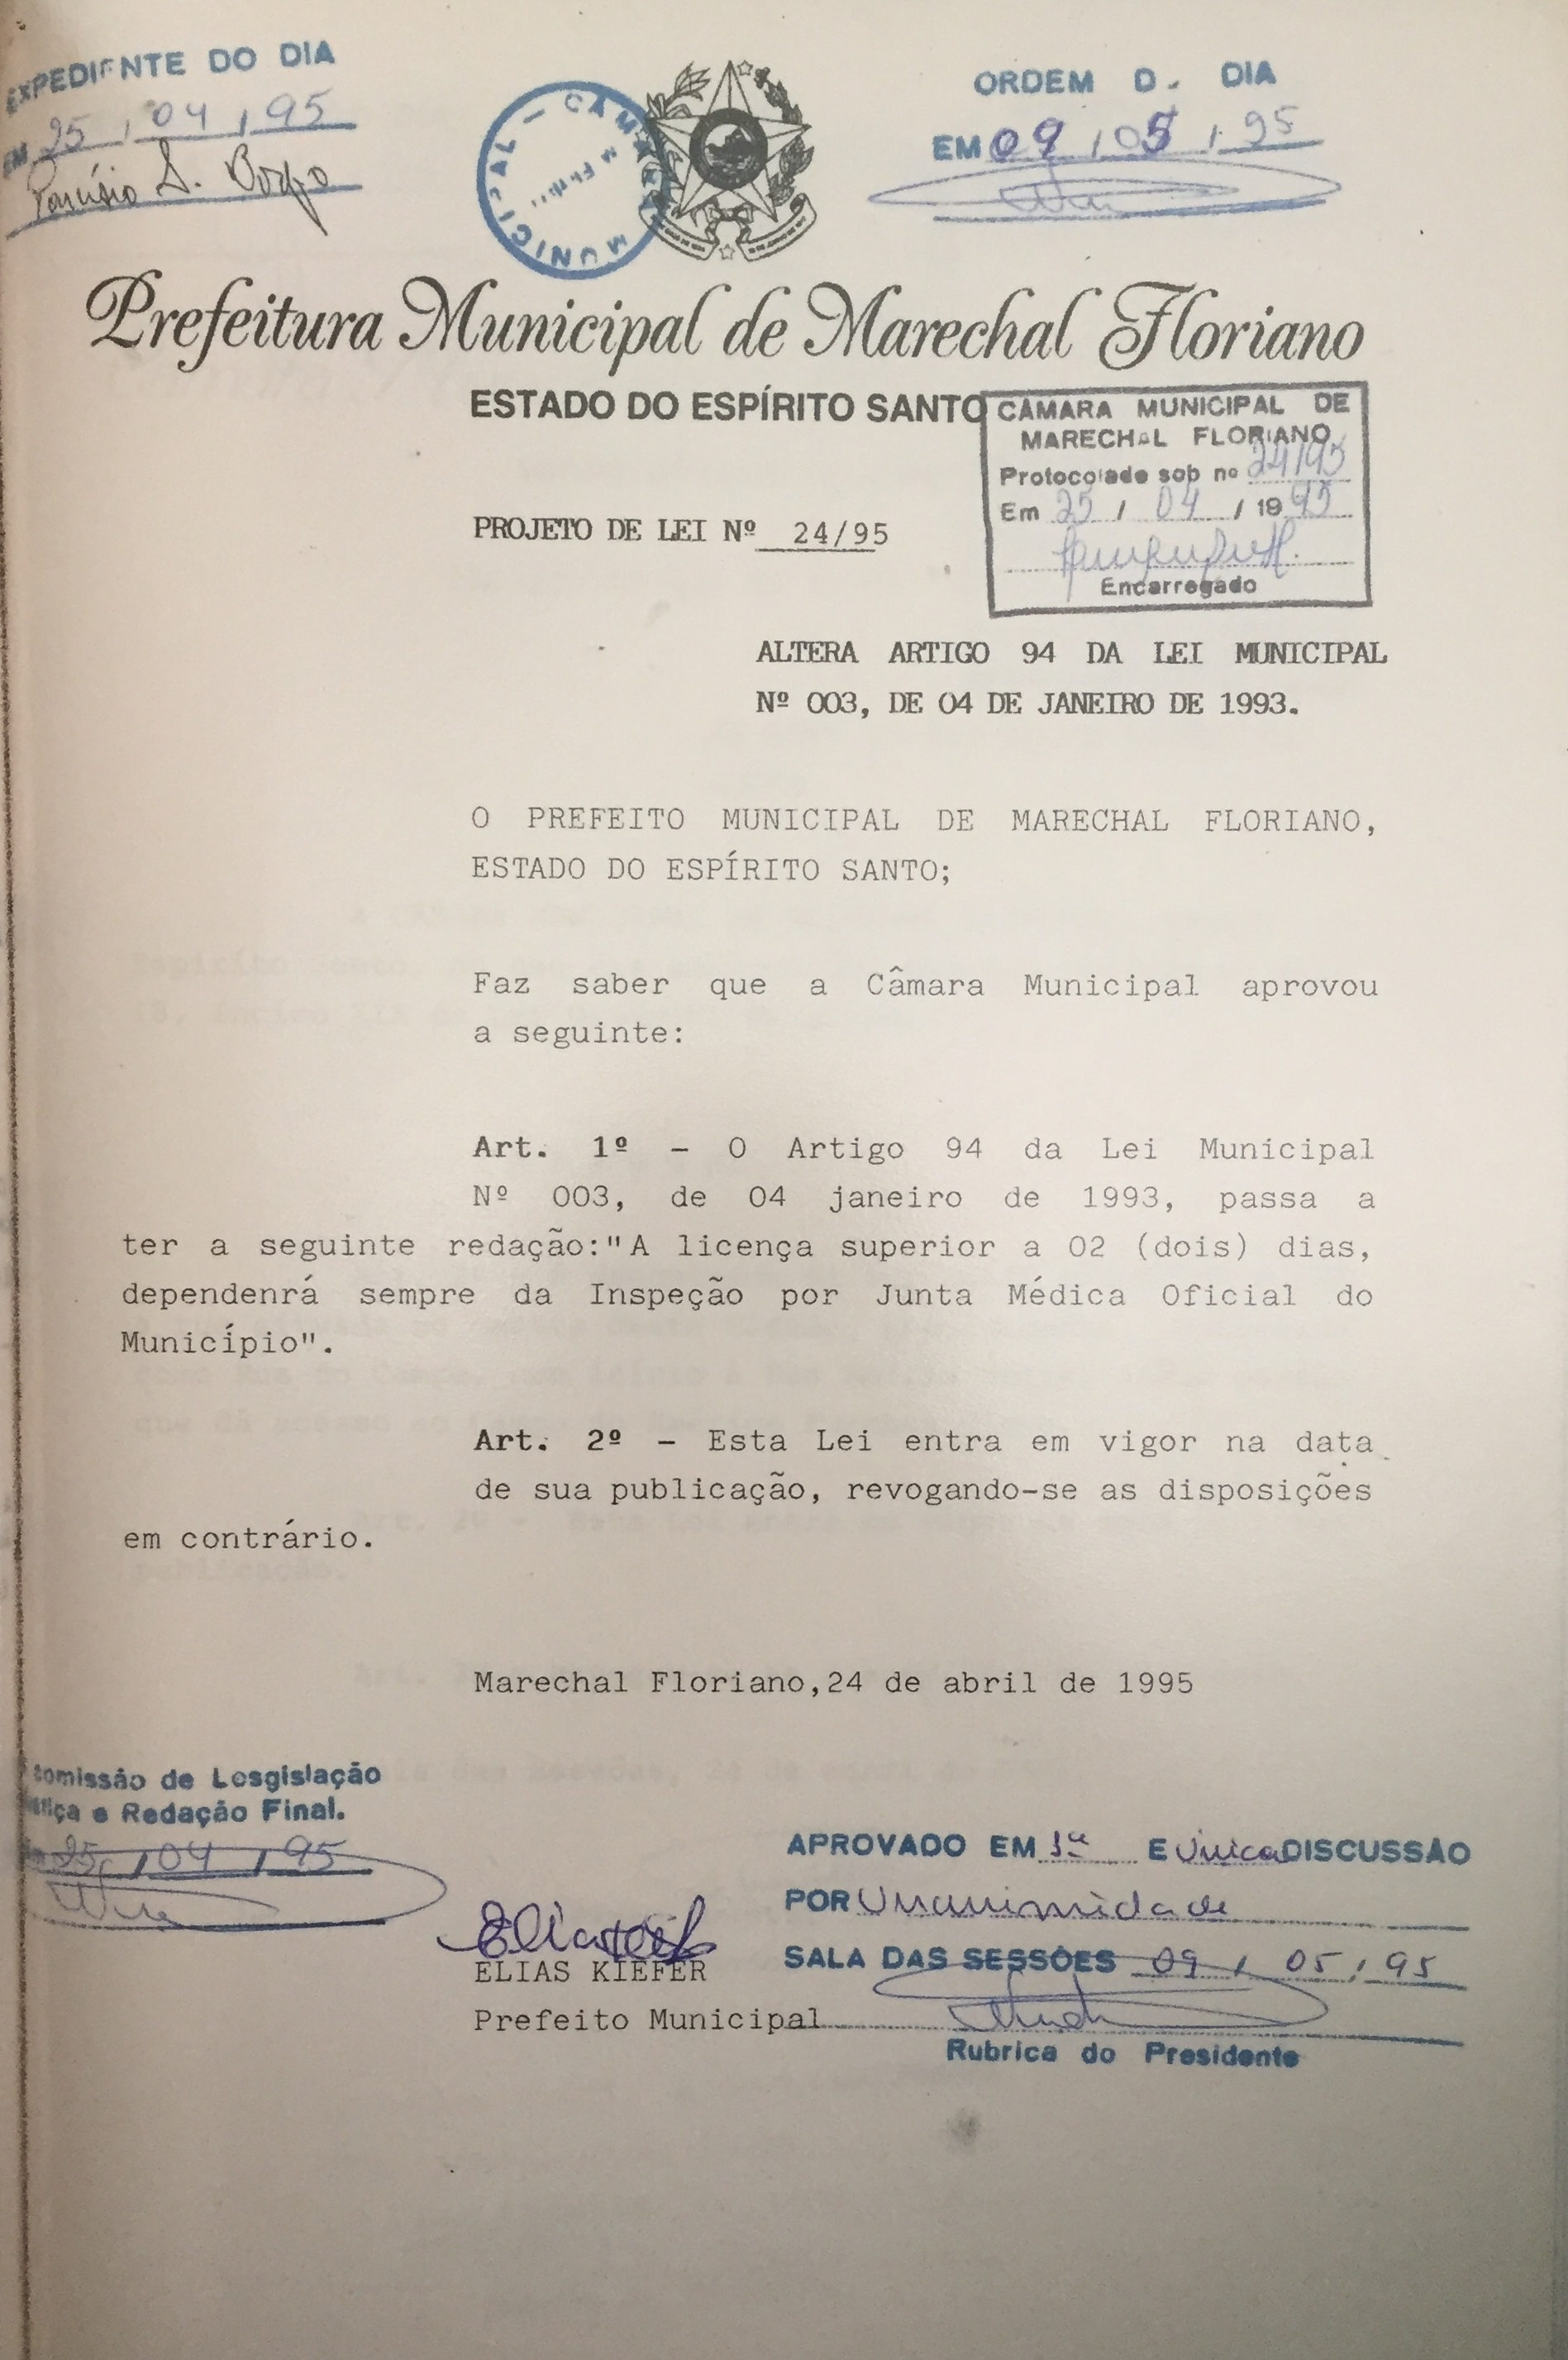 EXPEDIENTE DO DIA
EM 25 / 04 / 95
S. Borgo
CÂMARA MUNICIPAL
ORDEM D. DIA
EM 09 / 05 / 95
Prefeitura Municipal de Marechal Floriano
ESTADO DO ESPÍRITO SANTO
CÂMARA MUNICIPAL DE
MARECHAL FLORIANO
Protocolado sob nº 24/95
Em 25 / 04 / 1995
Encarregado
PROJETO DE LEI Nº 24/95
ALTERA ARTIGO 94 DA LEI MUNICIPAL
Nº 003, DE 04 DE JANEIRO DE 1993.
O PREFEITO MUNICIPAL DE MARECHAL FLORIANO,
ESTADO DO ESPÍRITO SANTO;
Faz saber que a Câmara Municipal aprovou
a seguinte:
Art. 1º - O Artigo 94 da Lei Municipal
Nº 003, de 04 janeiro de 1993, passa a
ter a seguinte redação:"A licença superior a 02 (dois) dias,
dependenrá sempre da Inspeção por Junta Médica Oficial do
Município".
Art. 2º - Esta Lei entra em vigor na data
de sua publicação, revogando-se as disposições
em contrário.
Marechal Floriano,24 de abril de 1995
Comissão de Lesgislação
e Redação Final.
25 / 04 / 95
APROVADO EM 1ª E Única DISCUSSÃO
POR Unanimidade
SALA DAS SESSÕES 09 / 05 / 95
ELIAS KIEFER
Prefeito Municipal
Rubrica do Presidente